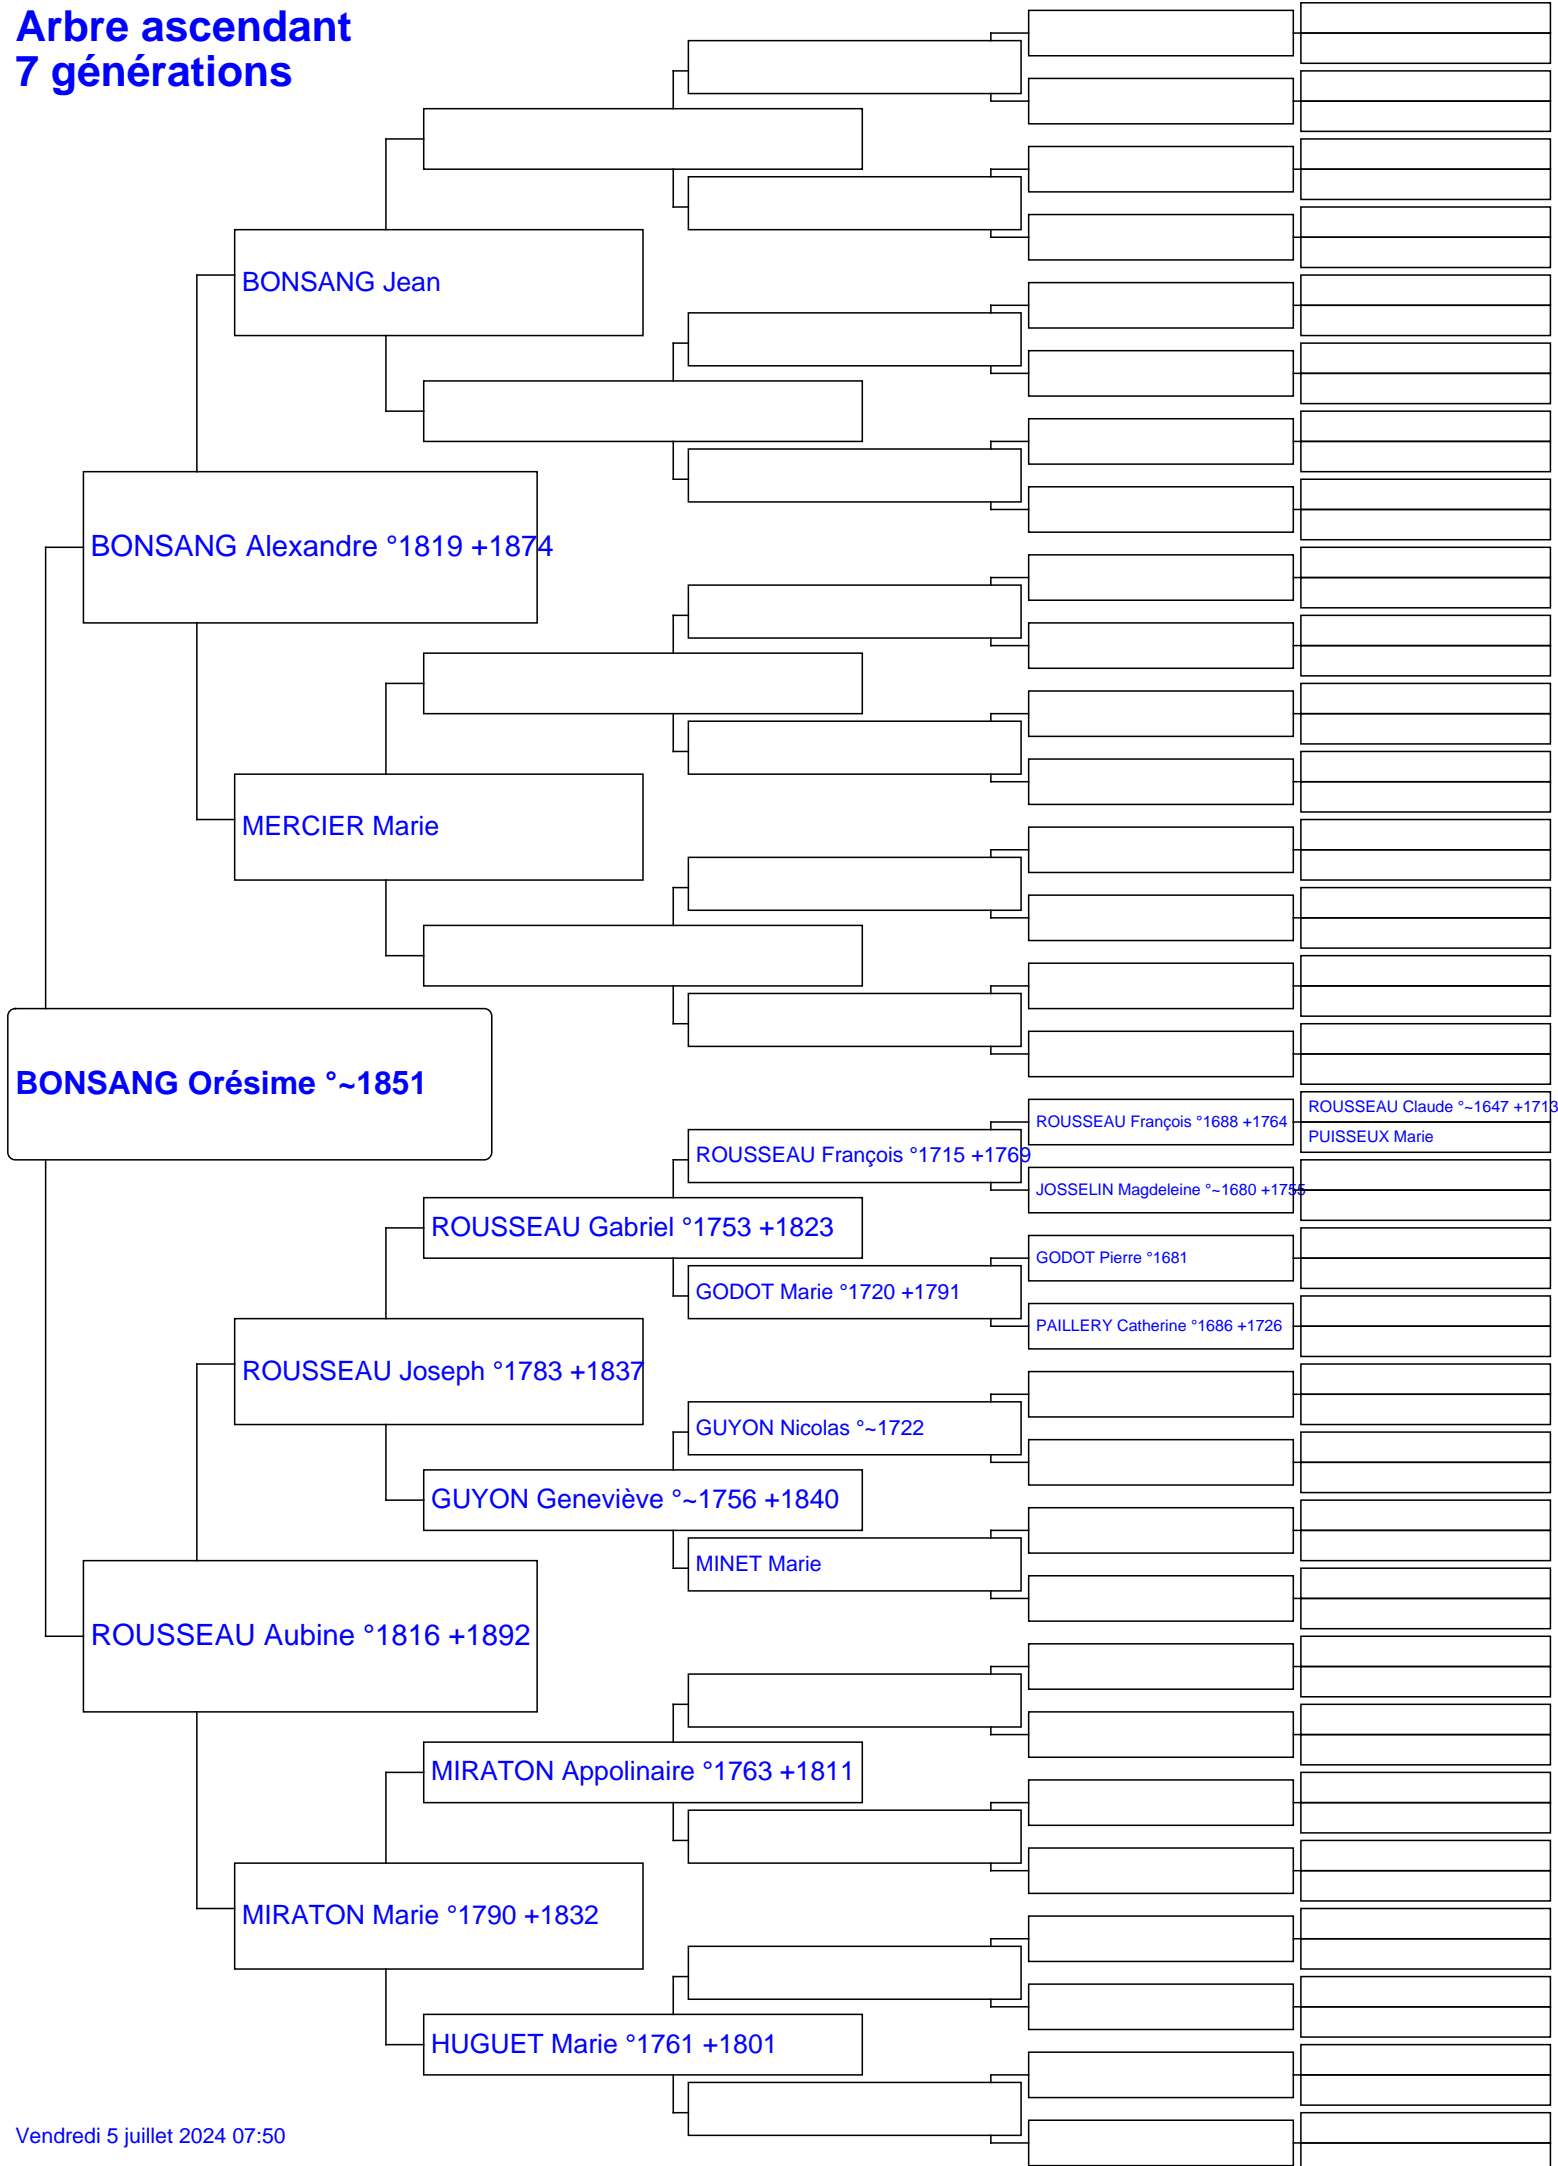 Arbre ascendant
7 générations
BONSANG Jean
BONSANG Alexandre °1819 +1874
MERCIER Marie
BONSANG Orésime °~1851
ROUSSEAU Claude °~1647 +1713
ROUSSEAU François °1688 +1764
PUISSEUX Marie
ROUSSEAU François °1715 +1769
JOSSELIN Magdeleine °~1680 +1755
ROUSSEAU Gabriel °1753 +1823
GODOT Pierre °1681
GODOT Marie °1720 +1791
PAILLERY Catherine °1686 +1726
ROUSSEAU Joseph °1783 +1837
GUYON Nicolas °~1722
GUYON Geneviève °~1756 +1840
MINET Marie
ROUSSEAU Aubine °1816 +1892
MIRATON Appolinaire °1763 +1811
MIRATON Marie °1790 +1832
HUGUET Marie °1761 +1801
Vendredi 5 juillet 2024 07:50